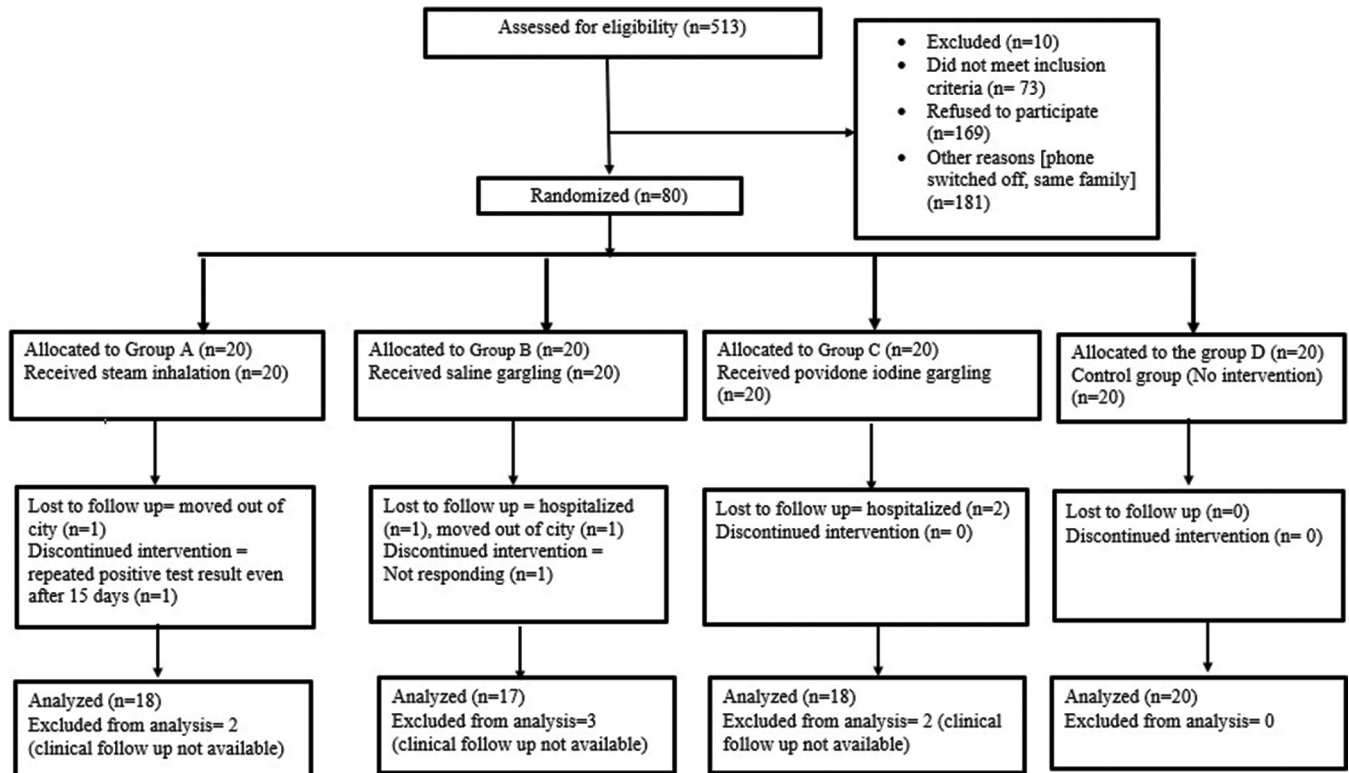 Assessed for eligibility (n=513)
• Excluded (n=10)
• Did not meet inclusion
criteria (n= 73)
• Refused to participate
(n=169)
• Other reasons [phone
switched off, same family]
(n=181)
Randomized (n=80)
Allocated to Group A (n=20)
Received steam inhalation (n=20)
Allocated to Group B (n=20)
Received saline gargling (n=20)
Allocated to Group C (n=20)
Received povidone iodine gargling
(n=20)
Allocated to the group D (n=20)
Control group (No intervention)
(n=20)
Lost to follow up= moved out of
city (n=1)
Discontinued intervention =
repeated positive test result even
after 15 days (n=1)
Lost to follow up = hospitalized
(n=1), moved out of city (n=1)
Discontinued intervention =
Not responding (n=1)
Lost to follow up= hospitalized (n=2)
Discontinued intervention (n= 0)
Lost to follow up (n=0)
Discontinued intervention (n= 0)
Analyzed (n=18)
Excluded from analysis= 2
(clinical follow up not available)
Analyzed (n=17)
Excluded from analysis=3
(clinical follow up not available)
Analyzed (n=18)
Excluded from analysis= 2 (clinical
follow up not available)
Analyzed (n=20)
Excluded from analysis= 0